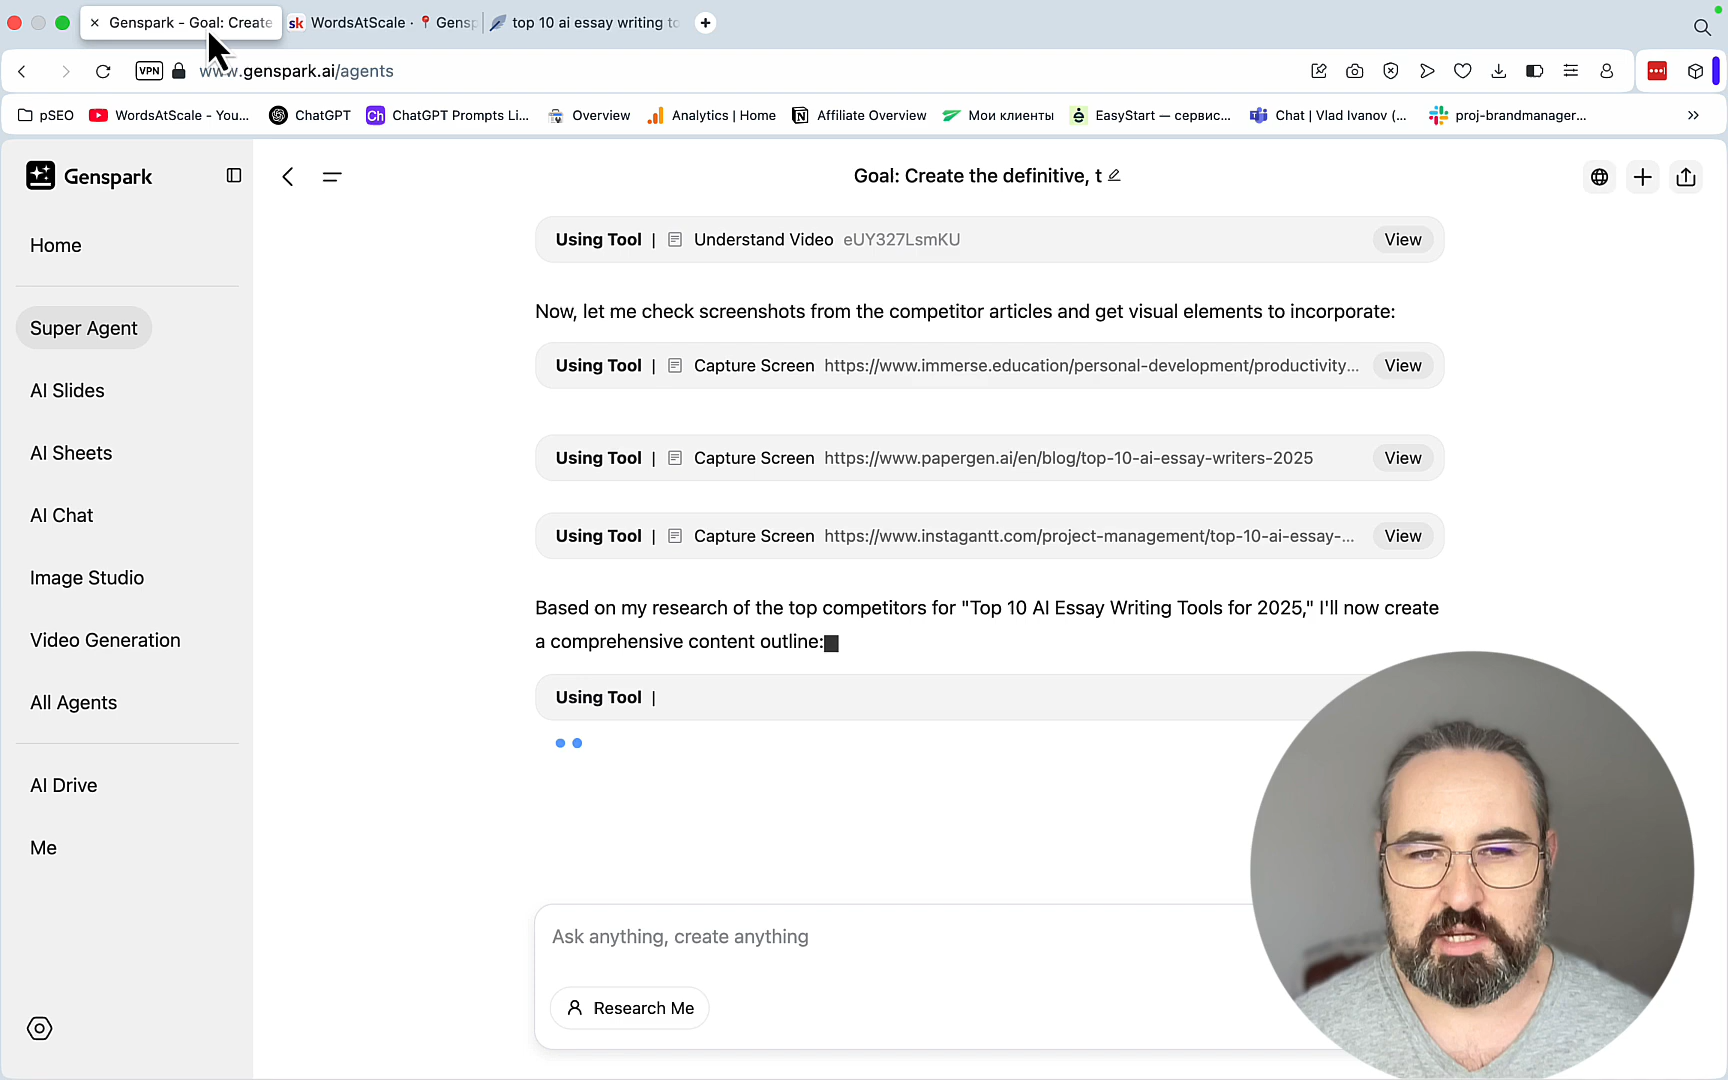 Genspark - Goal: Create
sk WordsAtScale · 📍 Gensp
top 10 ai essay writing to
VPN www.genspark.ai/agents
pSEO
WordsAtScale - You...
ChatGPT
Ch ChatGPT Prompts Li...
Overview
Analytics | Home
Affiliate Overview
Мои клиенты
EasyStart — сервис...
Chat | Vlad Ivanov (...
proj-brandmanager...
Genspark
Home
Super Agent
AI Slides
AI Sheets
AI Chat
Image Studio
Video Generation
All Agents
AI Drive
Me
Goal: Create the definitive, t
Using Tool | Understand Video eUY327LsmKU View
Now, let me check screenshots from the competitor articles and get visual elements to incorporate:
Using Tool | Capture Screen https://www.immerse.education/personal-development/productivity... View
Using Tool | Capture Screen https://www.papergen.ai/en/blog/top-10-ai-essay-writers-2025 View
Using Tool | Capture Screen https://www.instagantt.com/project-management/top-10-ai-essay-... View
Based on my research of the top competitors for "Top 10 AI Essay Writing Tools for 2025," I'll now create
a comprehensive content outline:
Using Tool |
Ask anything, create anything
Research Me